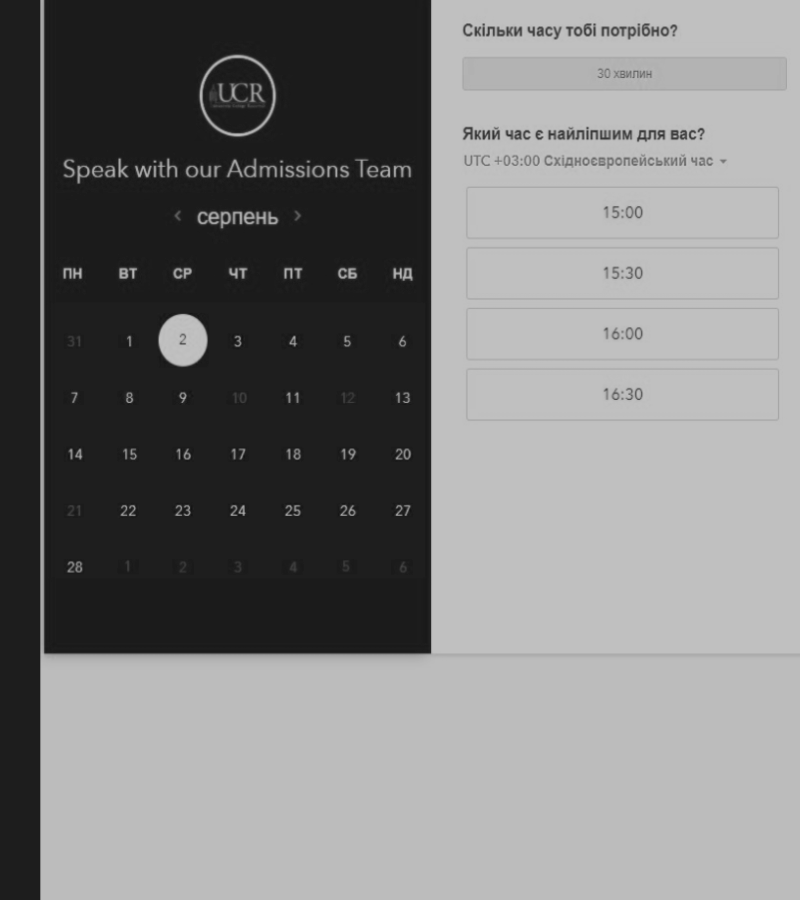 UCR
Speak with our Admissions Team
серпень
ПН ВТ СР ЧТ ПТ СБ НД
31 1 2 3 4 5 6
7 8 9 10 11 12 13
14 15 16 17 18 19 20
21 22 23 24 25 26 27
28 1 2 3 4 5 6
Скільки часу тобі потрібно?
30 хвилин
Який час є найліпшим для вас?
UTC +03:00 Східноєвропейський час
15:00
15:30
16:00
16:30